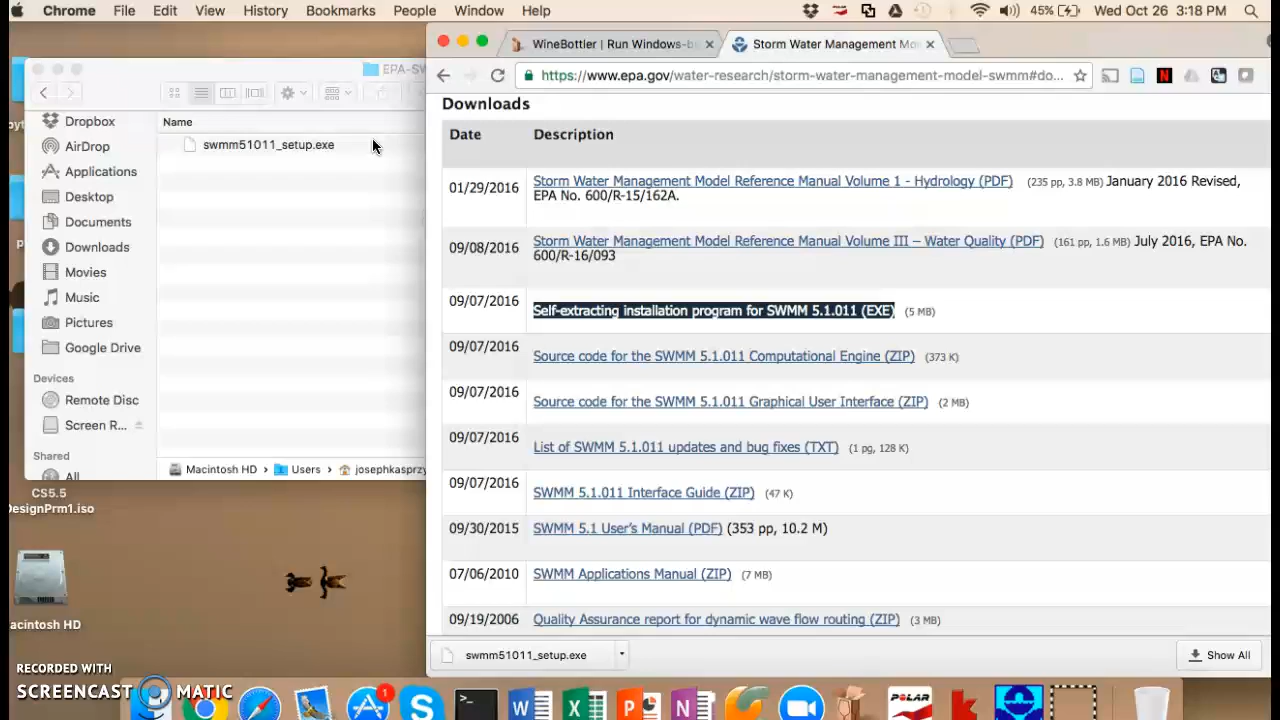 Chrome File Edit View History Bookmarks People Window Help 45% Wed Oct 26 3:18 PM
WineBottler | Run Windows-b
Storm Water Management Mo
EPA-SW
https://www.epa.gov/water-research/storm-water-management-model-swmm#do...
Name
swmm51011_setup.exe
Dropbox
AirDrop
Applications
Desktop
Documents
Downloads
Movies
Music
Pictures
Google Drive
Devices
Remote Disc
Screen R...
Shared
All
Macintosh HD › Users › josephkasprzy
CS5.5
DesignPrm1.iso
acintosh HD
Downloads
Date Description
01/29/2016 Storm Water Management Model Reference Manual Volume 1 - Hydrology (PDF) (235 pp, 3.8 MB) January 2016 Revised,
EPA No. 600/R-15/162A.
09/08/2016 Storm Water Management Model Reference Manual Volume III – Water Quality (PDF) (161 pp, 1.6 MB) July 2016, EPA No.
600/R-16/093
09/07/2016 Self-extracting installation program for SWMM 5.1.011 (EXE) (5 MB)
09/07/2016 Source code for the SWMM 5.1.011 Computational Engine (ZIP) (373 K)
09/07/2016 Source code for the SWMM 5.1.011 Graphical User Interface (ZIP) (2 MB)
09/07/2016 List of SWMM 5.1.011 updates and bug fixes (TXT) (1 pg, 128 K)
09/07/2016 SWMM 5.1.011 Interface Guide (ZIP) (47 K)
09/30/2015 SWMM 5.1 User's Manual (PDF) (353 pp, 10.2 M)
07/06/2010 SWMM Applications Manual (ZIP) (7 MB)
09/19/2006 Quality Assurance report for dynamic wave flow routing (ZIP) (3 MB)
swmm51011_setup.exe
Show All
RECORDED WITH
SCREENCAST MATIC
1
POLAR